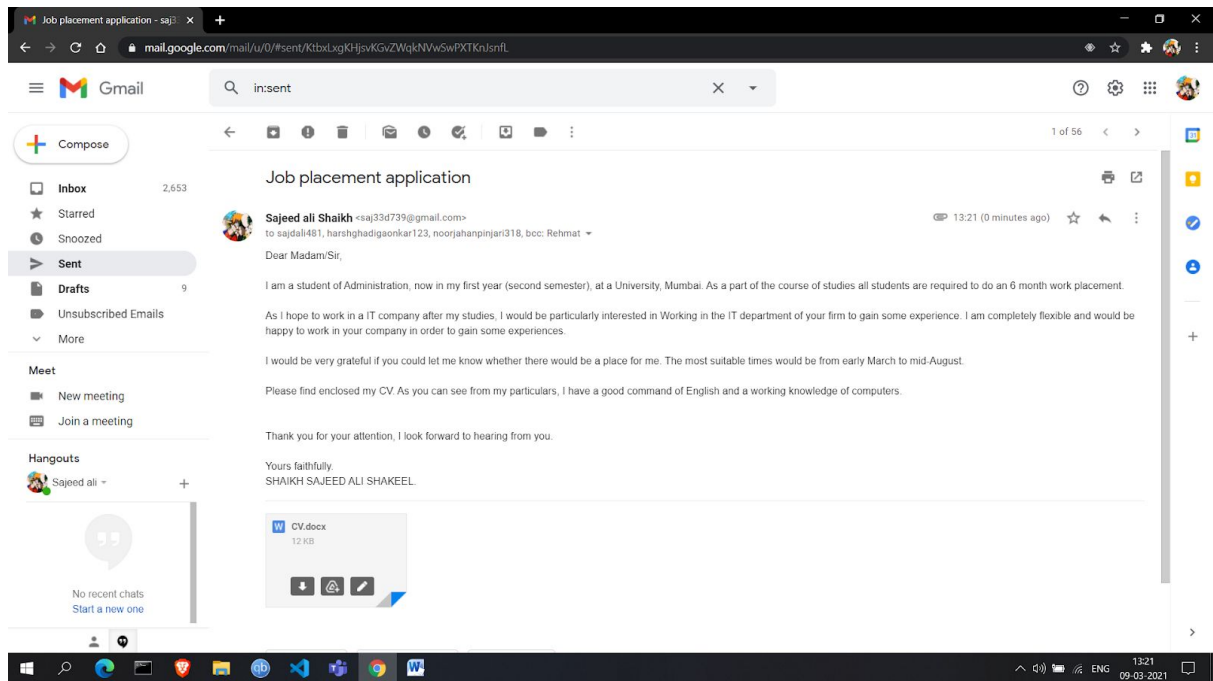 Job placement application - saj3
mail.google.com/mail/u/0/#sent/KtbxLxgKHjsvKGvZWqkNVwSwPXTKnJsnfL
Gmail
in:sent
Compose
1 of 56
Inbox 2,653
Starred
Snoozed
Sent
Drafts 9
Unsubscribed Emails
More
Meet
New meeting
Join a meeting
Hangouts
Sajeed ali
No recent chats
Start a new one
Job placement application
Sajeed ali Shaikh <saj33d739@gmail.com>
13:21 (0 minutes ago)
to sajdali481, harshghadigaonkar123, noorjahanpinjari318, bcc: Rehmat
Dear Madam/Sir,
I am a student of Administration, now in my first year (second semester), at a University, Mumbai. As a part of the course of studies all students are required to do an 6 month work placement.
As I hope to work in a IT company after my studies, I would be particularly interested in Working in the IT department of your firm to gain some experience. I am completely flexible and would be
happy to work in your company in order to gain some experiences.
I would be very grateful if you could let me know whether there would be a place for me. The most suitable times would be from early March to mid-August.
Please find enclosed my CV. As you can see from my particulars, I have a good command of English and a working knowledge of computers.
Thank you for your attention, I look forward to hearing from you.
Yours faithfully.
SHAIKH SAJEED ALI SHAKEEL.
W CV.docx
12 KB
31
qb
W
ENG
13:21
09-03-2021